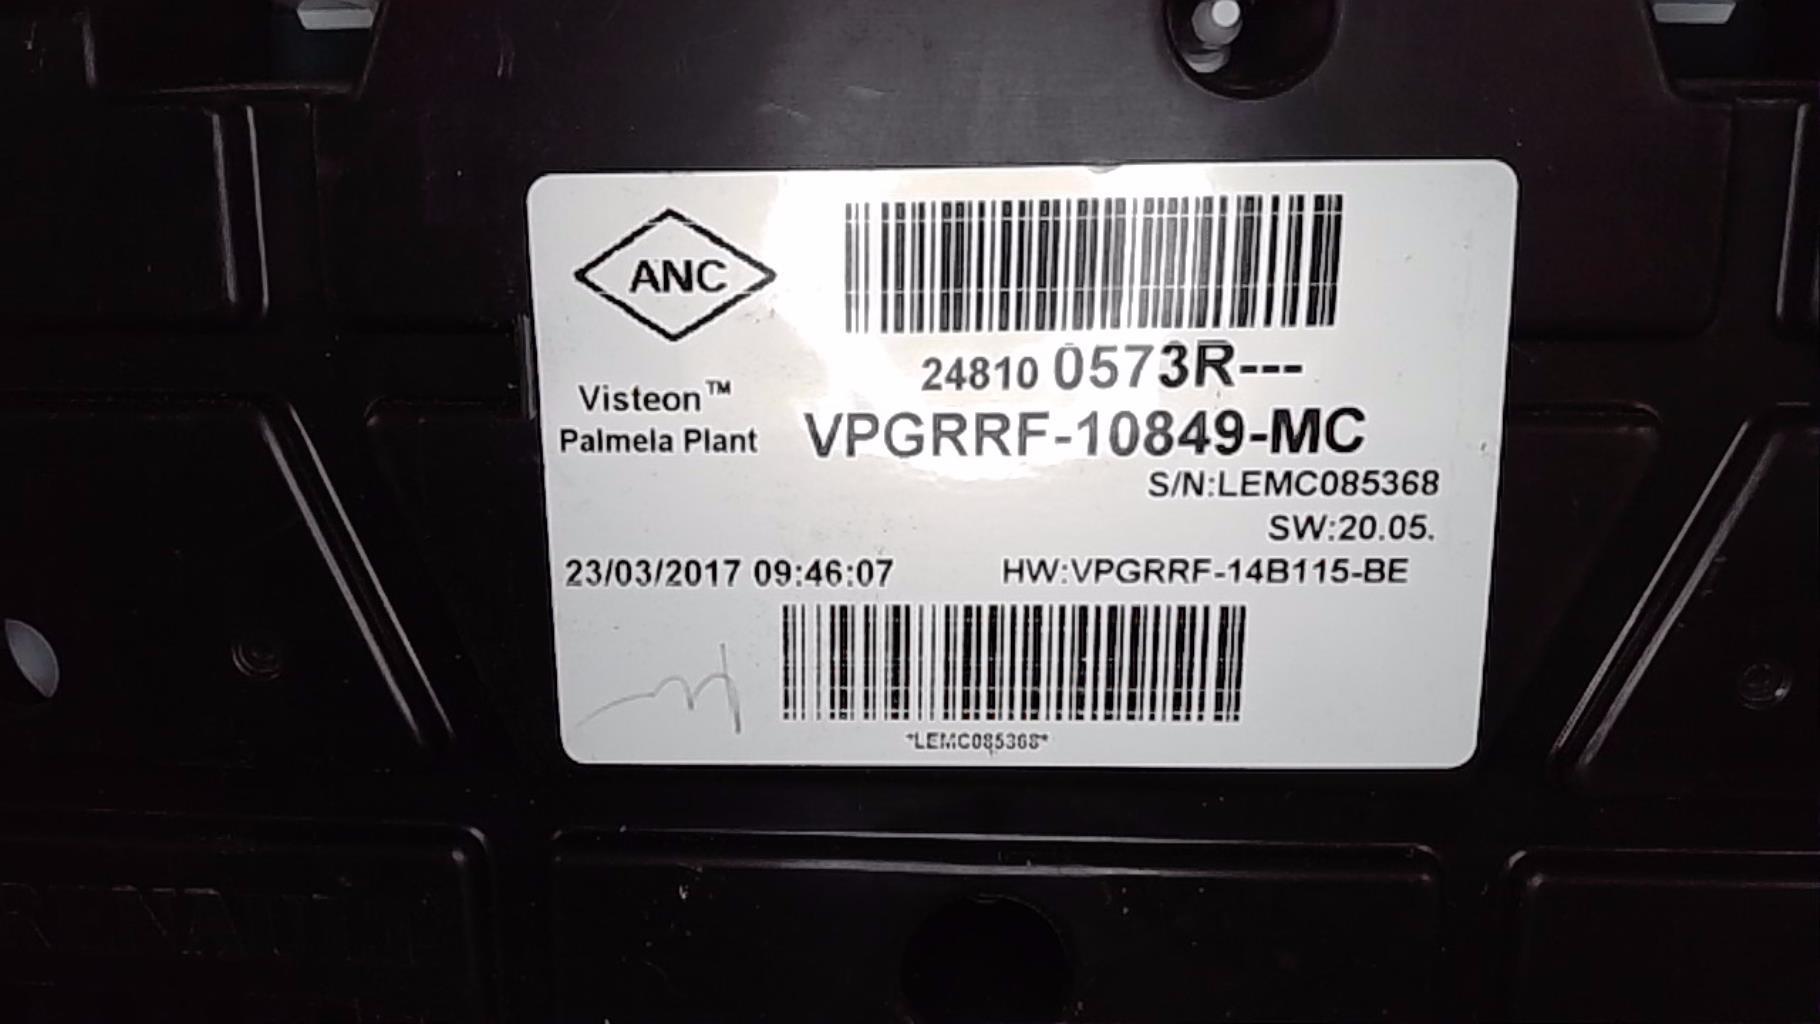 ANC
24810 0573R---
Visteon™
Palmela Plant
VPGRRF-10849-MC
S/N:LEMC085368
SW:20.05.
23/03/2017 09:46:07
HW:VPGRRF-14B115-BE
*LEMC085368*
RENAULT